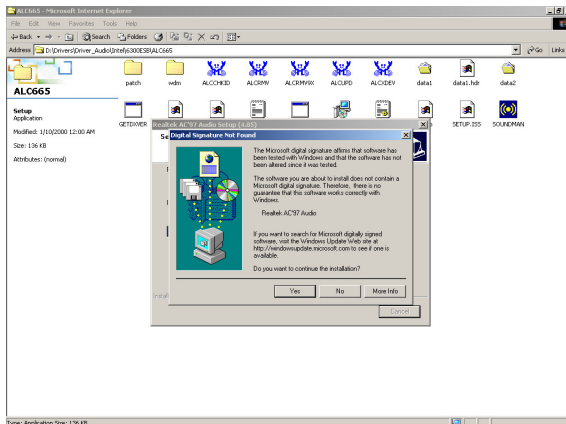 ALC665 - Microsoft Internet Explorer
File Edit View Favorites Tools Help
Back Search Folders
Address D:\Drivers\Driver_Audio\Intel\6300ESB\ALC665 Go Links
ALC665
Setup
Application
Modified: 1/10/2000 12:00 AM
Size: 136 KB
Attributes: (normal)
patch wdm ALCCHKID ALCRMV ALCRMV9X ALCUPD ALCXDEV data1 data1.hdr data2
GETDXVER SETUP.ISS SOUNDMAN
Realtek AC'97 Audio Setup (4.85)
Se
Digital Signature Not Found
The Microsoft digital signature affirms that software has
been tested with Windows and that the software has not
been altered since it was tested.
The software you are about to install does not contain a
Microsoft digital signature. Therefore, there is no
guarantee that this software works correctly with
Windows.
Realtek AC'97 Audio
If you want to search for Microsoft digitally signed
software, visit the Windows Update Web site at
http://windowsupdate.microsoft.com to see if one is
available.
Do you want to continue the installation?
Yes No More Info
Install
Cancel
Type: Application Size: 136 KB